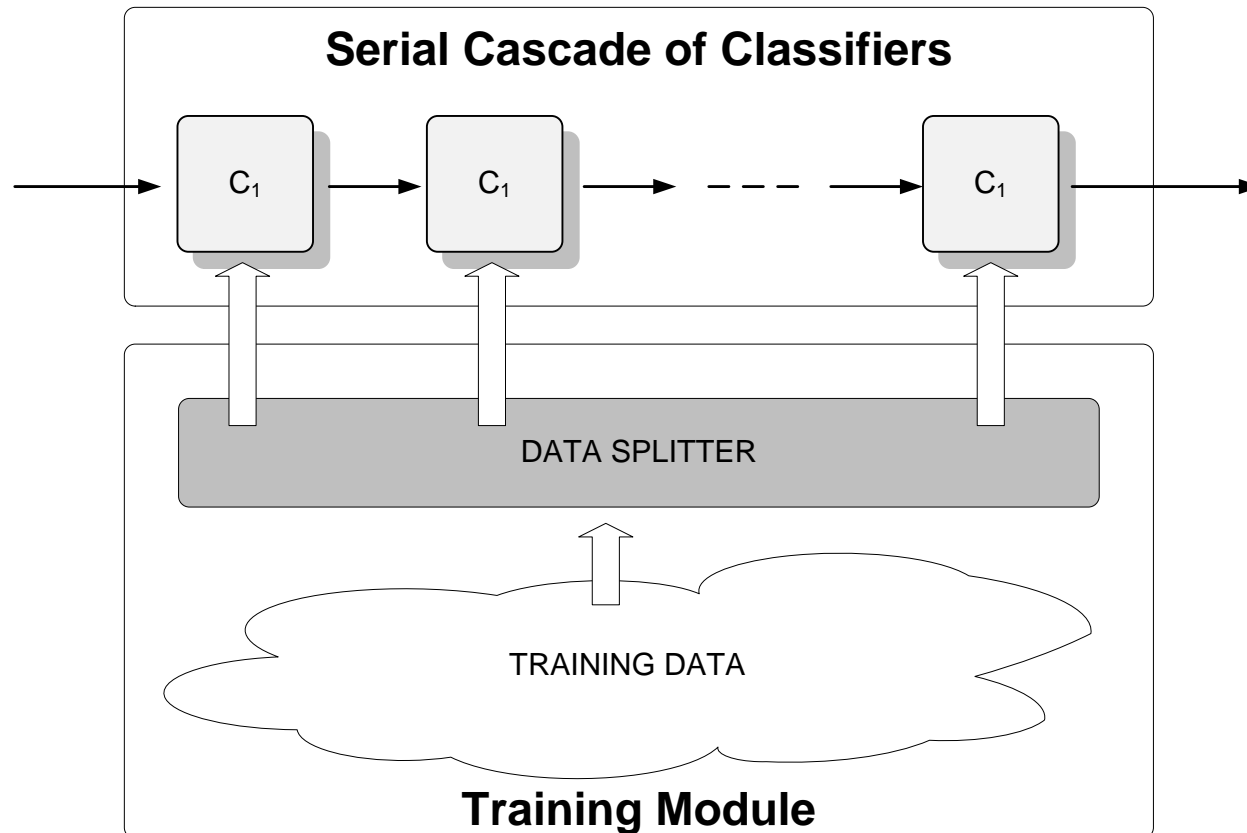 Serial Cascade of Classifiers
C₁ C₁ C₁
DATA SPLITTER
TRAINING DATA
Training Module